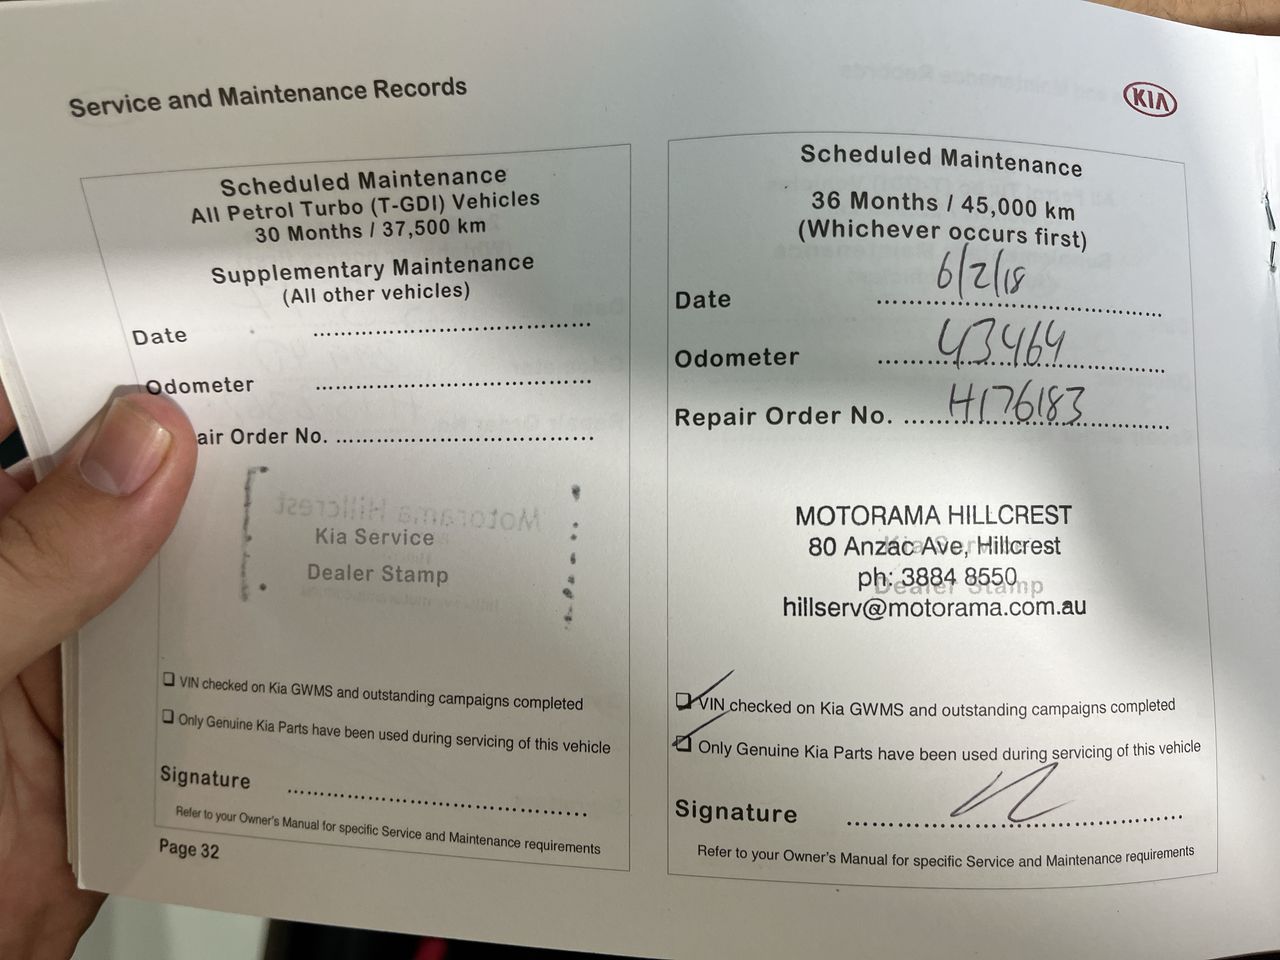 Service and Maintenance Records
KIA
Scheduled Maintenance
All Petrol Turbo (T-GDI) Vehicles
30 Months / 37,500 km
Supplementary Maintenance
(All other vehicles)
Date
Odometer
air Order No.
Kia Service
Dealer Stamp
❑ VIN checked on Kia GWMS and outstanding campaigns completed
❑ Only Genuine Kia Parts have been used during servicing of this vehicle
Signature
Refer to your Owner's Manual for specific Service and Maintenance requirements
Page 32
Scheduled Maintenance
36 Months / 45,000 km
(Whichever occurs first)
Date 6/2/18
Odometer 43464
Repair Order No. H176183
MOTORAMA HILLCREST
80 Anzac Ave, Hillcrest
Kia Service
ph: 3884 8550
Dealer Stamp
hillserv@motorama.com.au
VIN checked on Kia GWMS and outstanding campaigns completed
Only Genuine Kia Parts have been used during servicing of this vehicle
Signature
Refer to your Owner's Manual for specific Service and Maintenance requirements